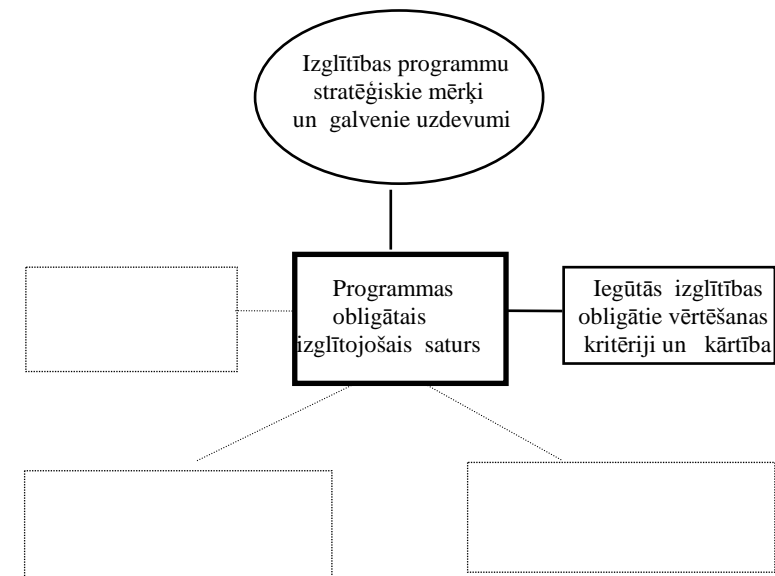 Izglītības programmu
stratēģiskie mērķi
un galvenie uzdevumi
Programmas
obligātais
izglītojošais saturs
Iegūtās izglītības
obligātie vērtēšanas
kritēriji un kārtība